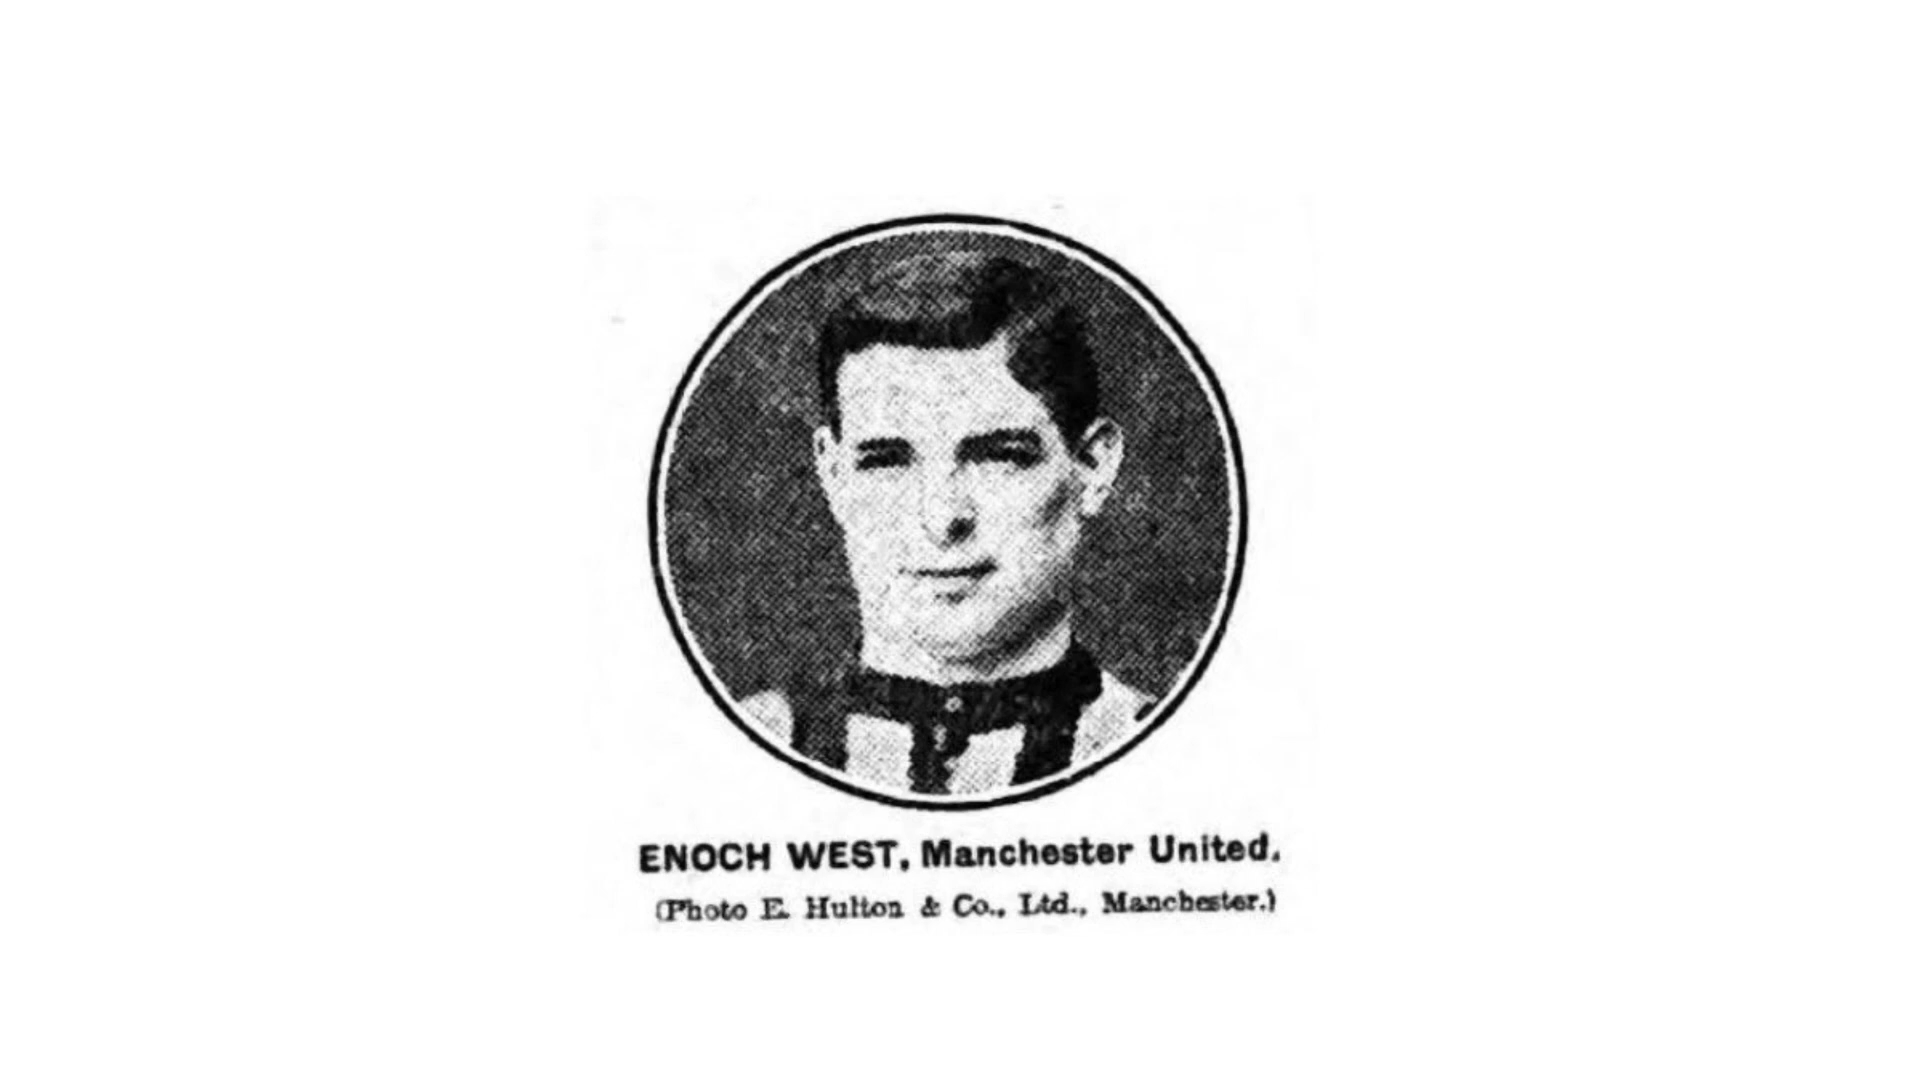 ENOCH WEST, Manchester United.
(Photo E. Hulton & Co., Ltd., Manchester.)